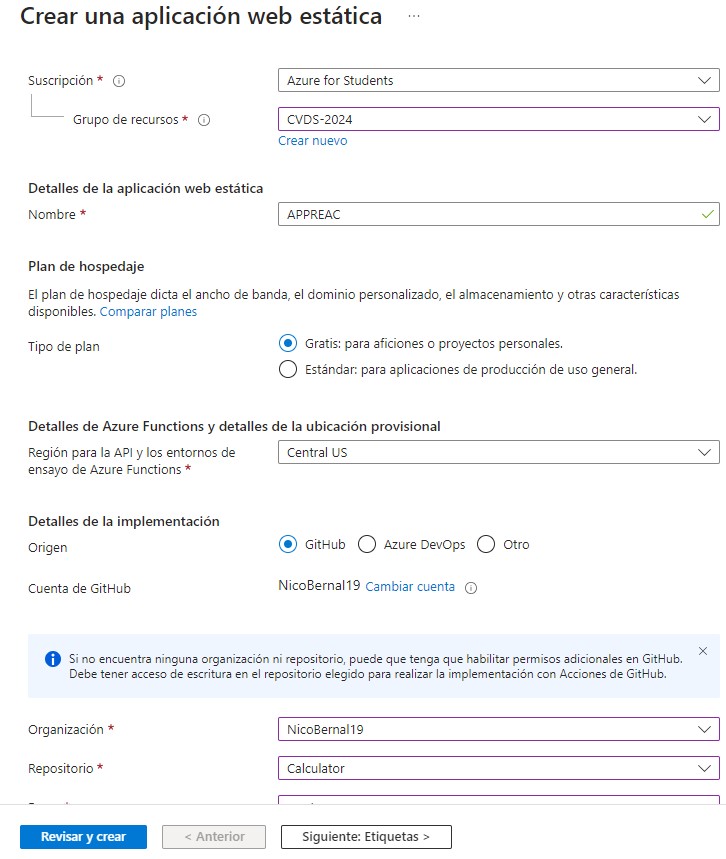 Crear una aplicación web estática ...
Suscripción *
Azure for Students
Grupo de recursos *
CVDS-2024
Crear nuevo
Detalles de la aplicación web estática
Nombre *
APPREAC
Plan de hospedaje
El plan de hospedaje dicta el ancho de banda, el dominio personalizado, el almacenamiento y otras características
disponibles. Comparar planes
Tipo de plan
Gratis: para aficiones o proyectos personales.
Estándar: para aplicaciones de producción de uso general.
Detalles de Azure Functions y detalles de la ubicación provisional
Región para la API y los entornos de
ensayo de Azure Functions *
Central US
Detalles de la implementación
Origen
GitHub Azure DevOps Otro
Cuenta de GitHub
NicoBernal19 Cambiar cuenta
Si no encuentra ninguna organización ni repositorio, puede que tenga que habilitar permisos adicionales en GitHub.
Debe tener acceso de escritura en el repositorio elegido para realizar la implementación con Acciones de GitHub.
Organización *
NicoBernal19
Repositorio *
Calculator
Revisar y crear
< Anterior
Siguiente: Etiquetas >